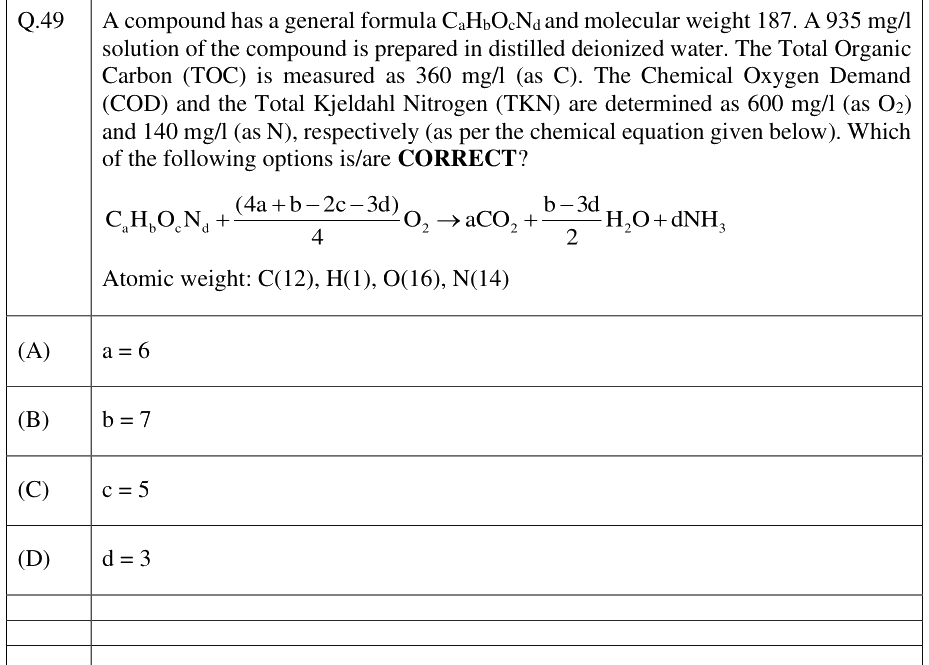 Q.49 A compound has a general formula CaHbOcNd and molecular weight 187. A 935 mg/l
solution of the compound is prepared in distilled deionized water. The Total Organic
Carbon (TOC) is measured as 360 mg/l (as C). The Chemical Oxygen Demand
(COD) and the Total Kjeldahl Nitrogen (TKN) are determined as 600 mg/l (as O₂)
and 140 mg/l (as N), respectively (as per the chemical equation given below). Which
of the following options is/are CORRECT?
CaHbOcNd + (4a + b − 2c − 3d)/4 O₂ → aCO₂ + (b − 3d)/2 H₂O + dNH₃
Atomic weight: C(12), H(1), O(16), N(14)
(A) a = 6
(B) b = 7
(C) c = 5
(D) d = 3